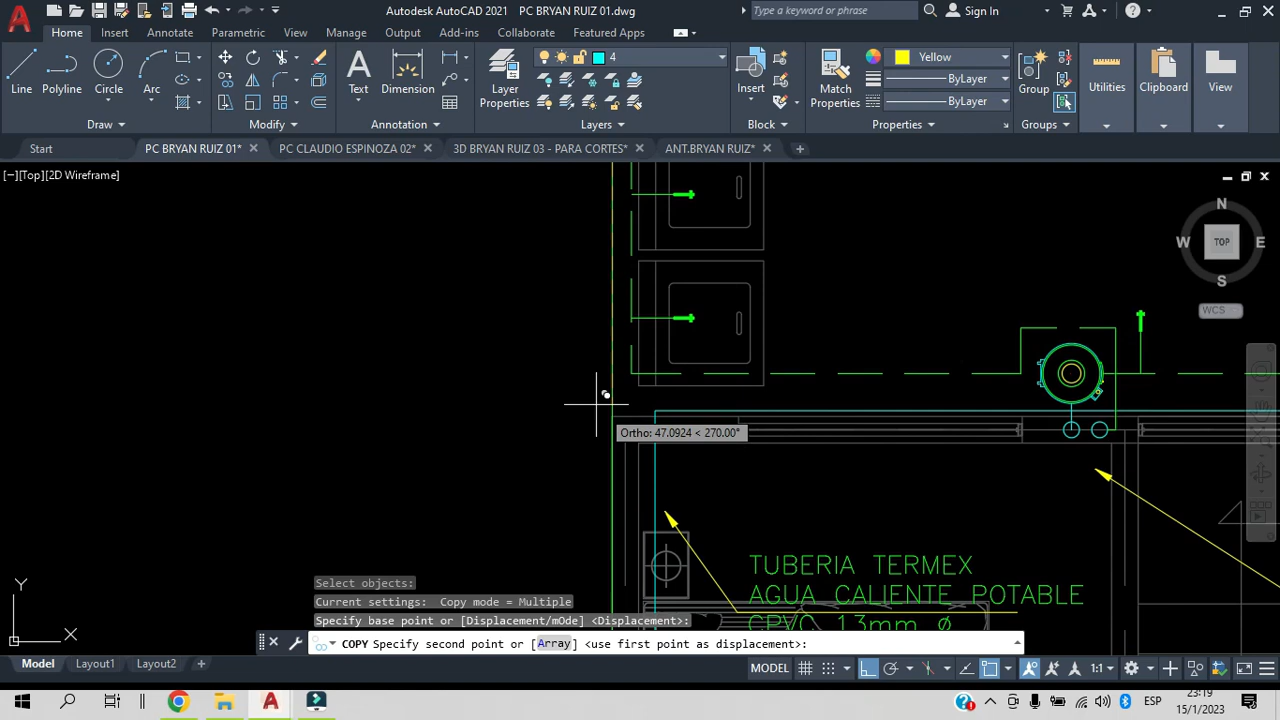 Autodesk AutoCAD 2021 PC BRYAN RUIZ 01.dwg
Type a keyword or phrase
Sign In
Home Insert Annotate Parametric View Manage Output Add-ins Collaborate Featured Apps
4
Yellow
ByLayer
ByLayer
Line Polyline Circle Arc Text Dimension Layer Properties Insert Match Properties Group Utilities Clipboard View
Draw Modify Annotation Layers Block Properties Groups
Start PC BRYAN RUIZ 01* PC CLAUDIO ESPINOZA 02* 3D BRYAN RUIZ 03 - PARA CORTES* ANT.BRYAN RUIZ*
[−][Top][2D Wireframe]
N
W TOP E
S
WCS
Ortho: 47.0924 < 270.00°
TUBERIA TERMEX
AGUA CALIENTE POTABLE
CPVC 13mm ø
Y
X
Select objects:
Current settings: Copy mode = Multiple
Specify base point or [Displacement/mOde] <Displacement>:
COPY Specify second point or [Array] <use first point as displacement>:
Model Layout1 Layout2
MODEL
1:1
ESP
23:19
15/1/2023